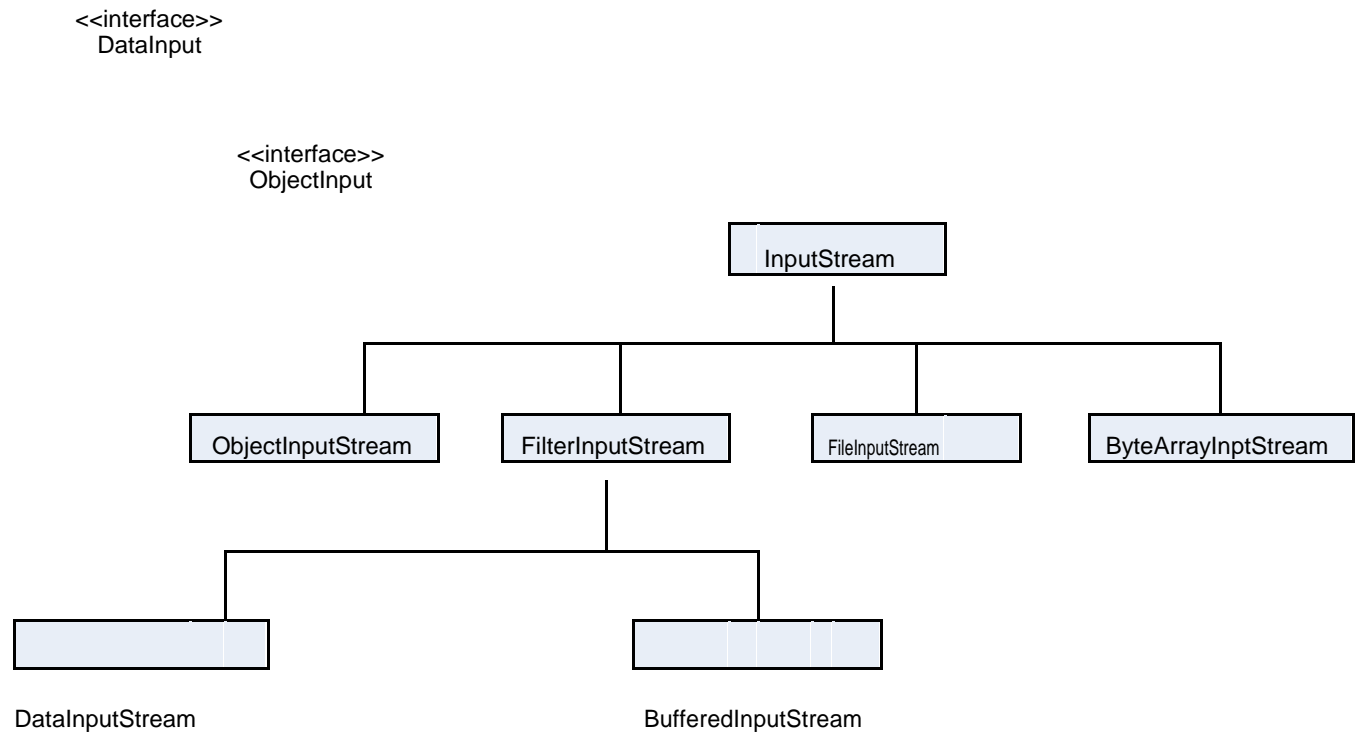 <<interface>>
DataInput
<<interface>>
ObjectInput
InputStream
ObjectInputStream
FilterInputStream
FileInputStream
ByteArrayInptStream
DataInputStream
BufferedInputStream